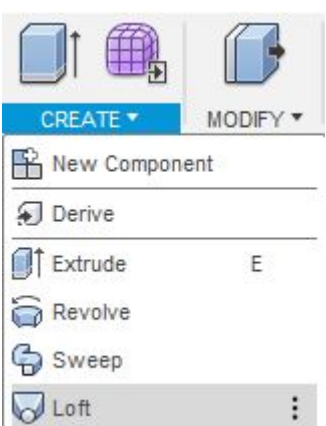 CREATE ▾ MODIFY ▾
New Component
Derive
Extrude E
Revolve
Sweep
Loft